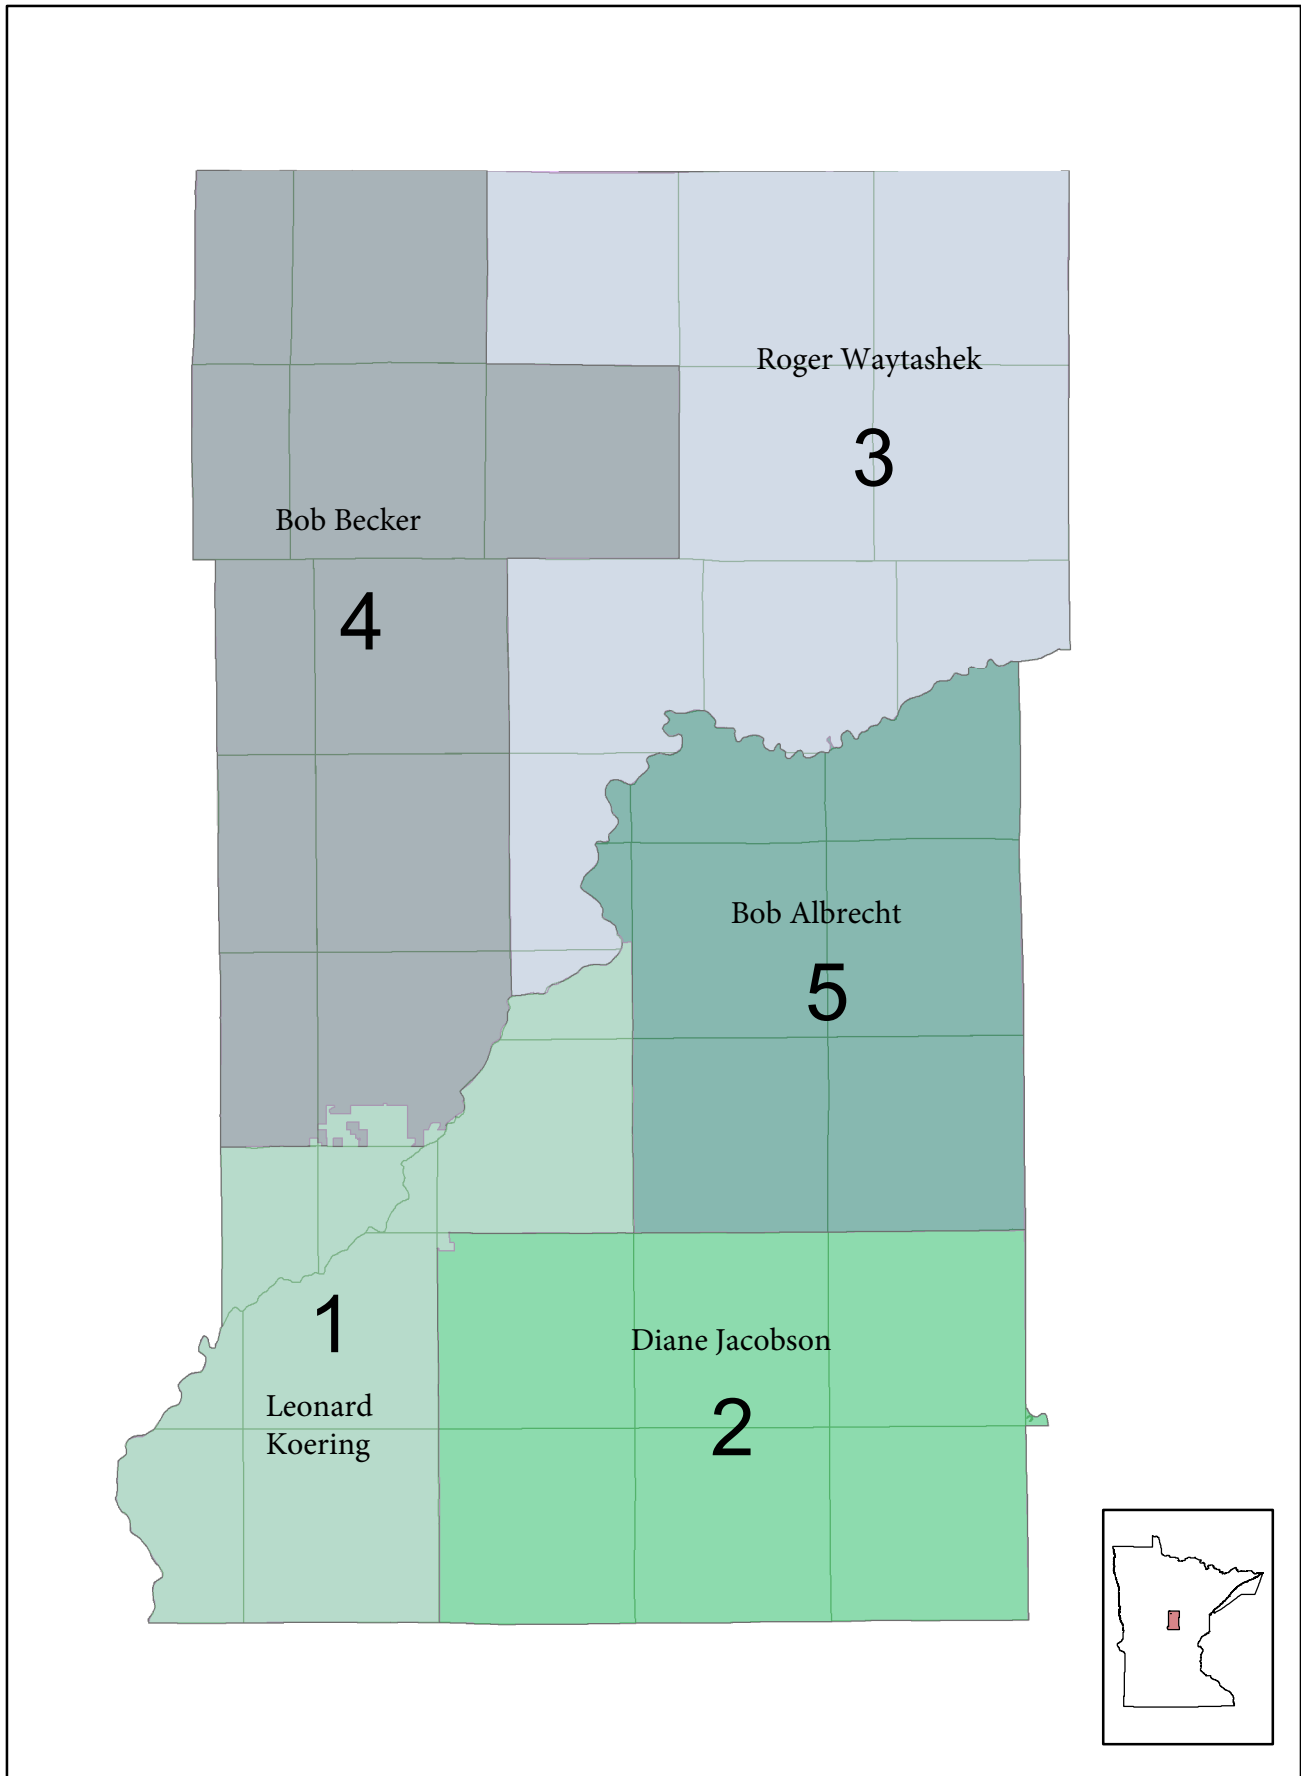 Roger Waytashek
3
Bob Becker
4
Bob Albrecht
5
1
Leonard
Koering
Diane Jacobson
2